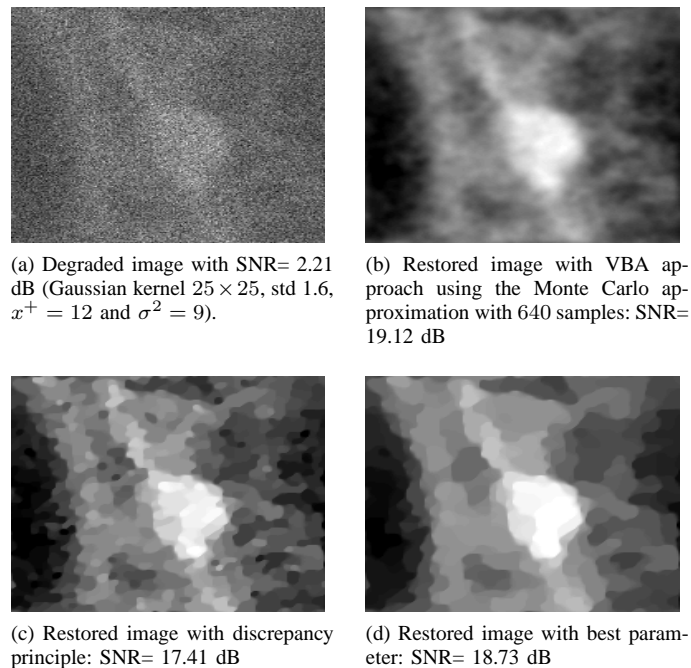 (a) Degraded image with SNR= 2.21
dB (Gaussian kernel 25 × 25, std 1.6,
x⁺ = 12 and σ² = 9).
(b) Restored image with VBA ap-
proach using the Monte Carlo ap-
proximation with 640 samples: SNR=
19.12 dB
(c) Restored image with discrepancy
principle: SNR= 17.41 dB
(d) Restored image with best param-
eter: SNR= 18.73 dB